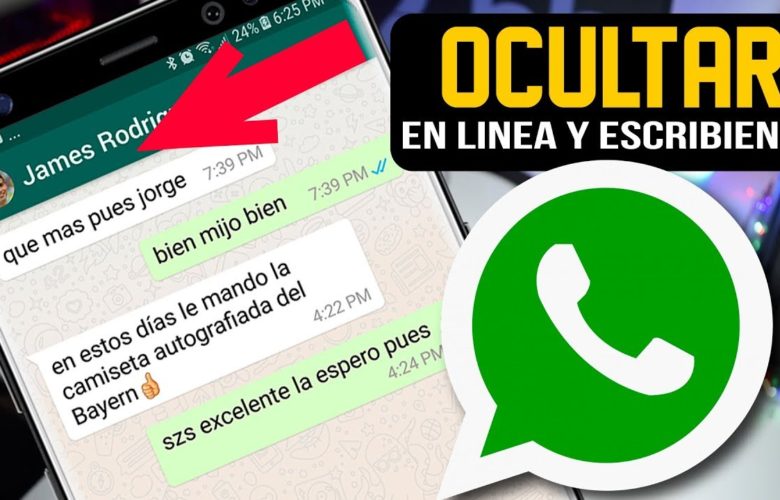 24% 6:25 PM
OCULTAR
EN LINEA Y ESCRIBIEN
...
James Rodrig
que mas pues jorge 7:39 PM
bien mijo bien 7:39 PM
en estos días le mando la
camiseta autografiada del
Bayern👍 4:22 PM
szs excelente la espero pues
4:24 PM